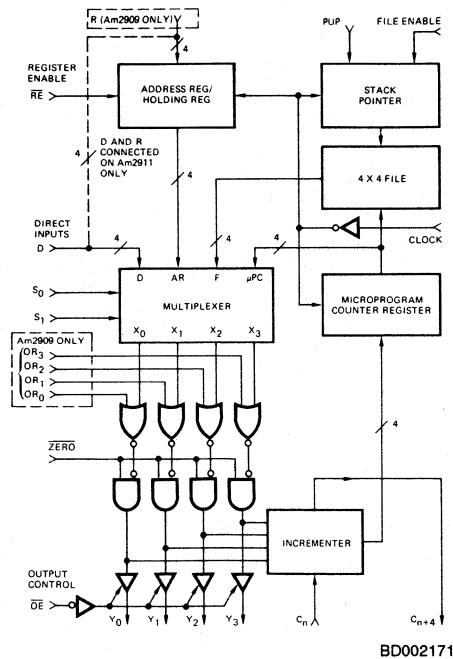 R (Am2909 ONLY)
PUP
FILE ENABLE
4
REGISTER
ENABLE
RE
ADDRESS REG/
HOLDING REG
STACK
POINTER
4
D AND R
CONNECTED
ON Am2911
ONLY
4
4 X 4 FILE
DIRECT
INPUTS
D
4
4
4
CLOCK
D
AR
F
μPC
MULTIPLEXER
X0
X1
X2
X3
S0
S1
MICROPROGRAM
COUNTER REGISTER
Am2909 ONLY
OR3
OR2
OR1
OR0
4
ZERO
INCREMENTER
OUTPUT
CONTROL
OE
Y0
Y1
Y2
Y3
Cn
Cn+4
BD002171